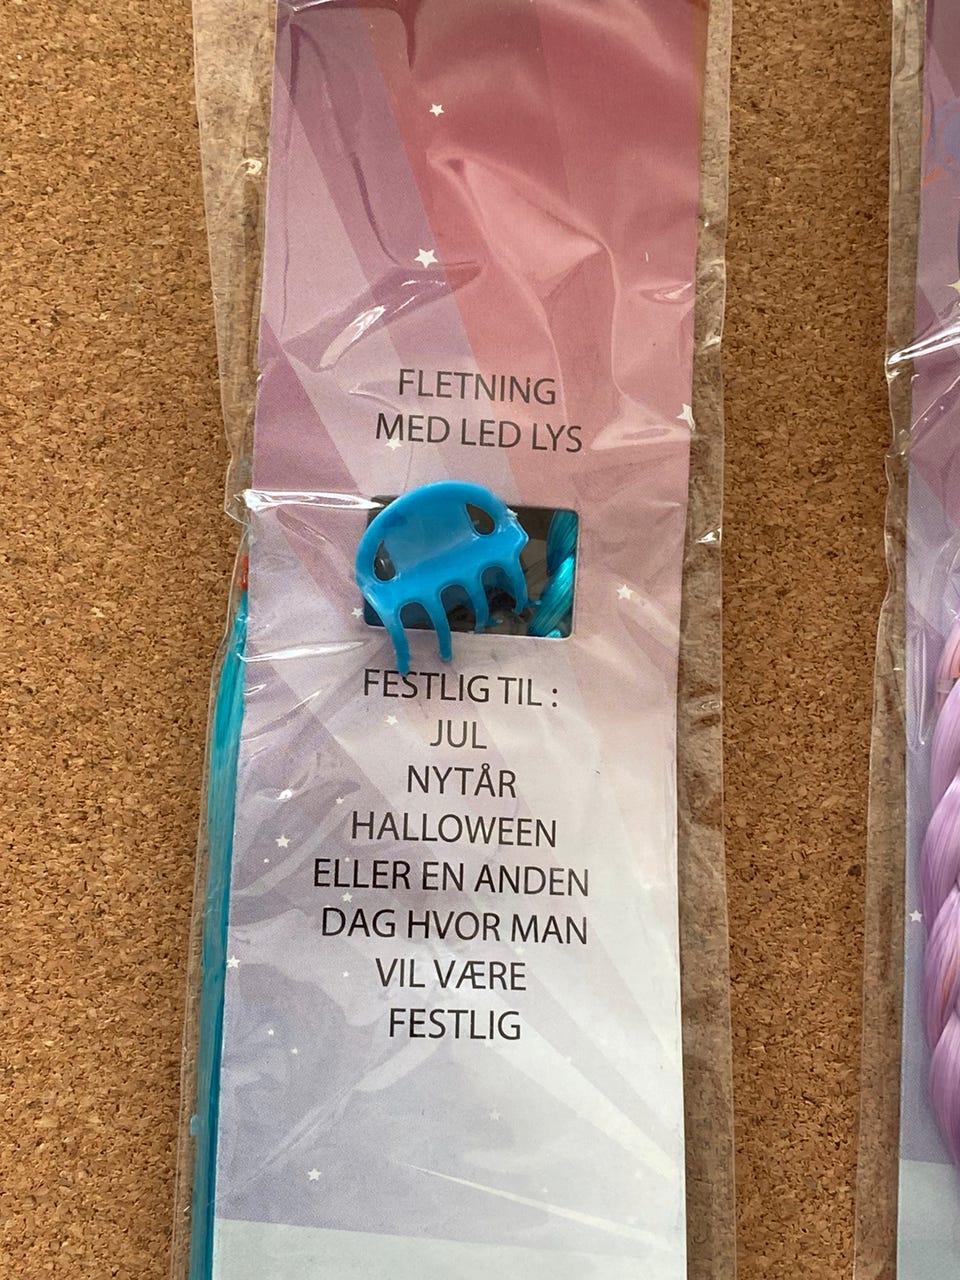 FLETNING
MED LED LYS
FESTLIG TIL :
JUL
NYTÅR
HALLOWEEN
ELLER EN ANDEN
DAG HVOR MAN
VIL VÆRE
FESTLIG